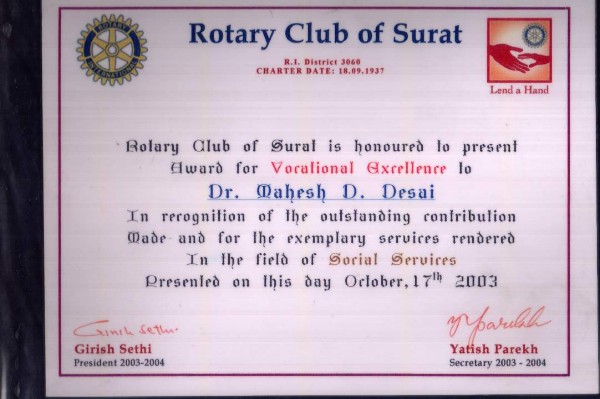 ROTARY
INTERNATIONAL
Rotary Club of Surat
R.I. District 3060
CHARTER DATE: 18.09.1937
Lend a Hand
Rotary Club of Surat is honoured to present
Award for Vocational Excellence to
Dr. Mahesh D. Desai
In recognition of the outstanding contribution
Made and for the exemplary services rendered
In the field of Social Services
Presented on this day October, 17th 2003
Girish Sethi.
Y Parekh
Girish Sethi
Yatish Parekh
President 2003-2004
Secretary 2003 - 2004